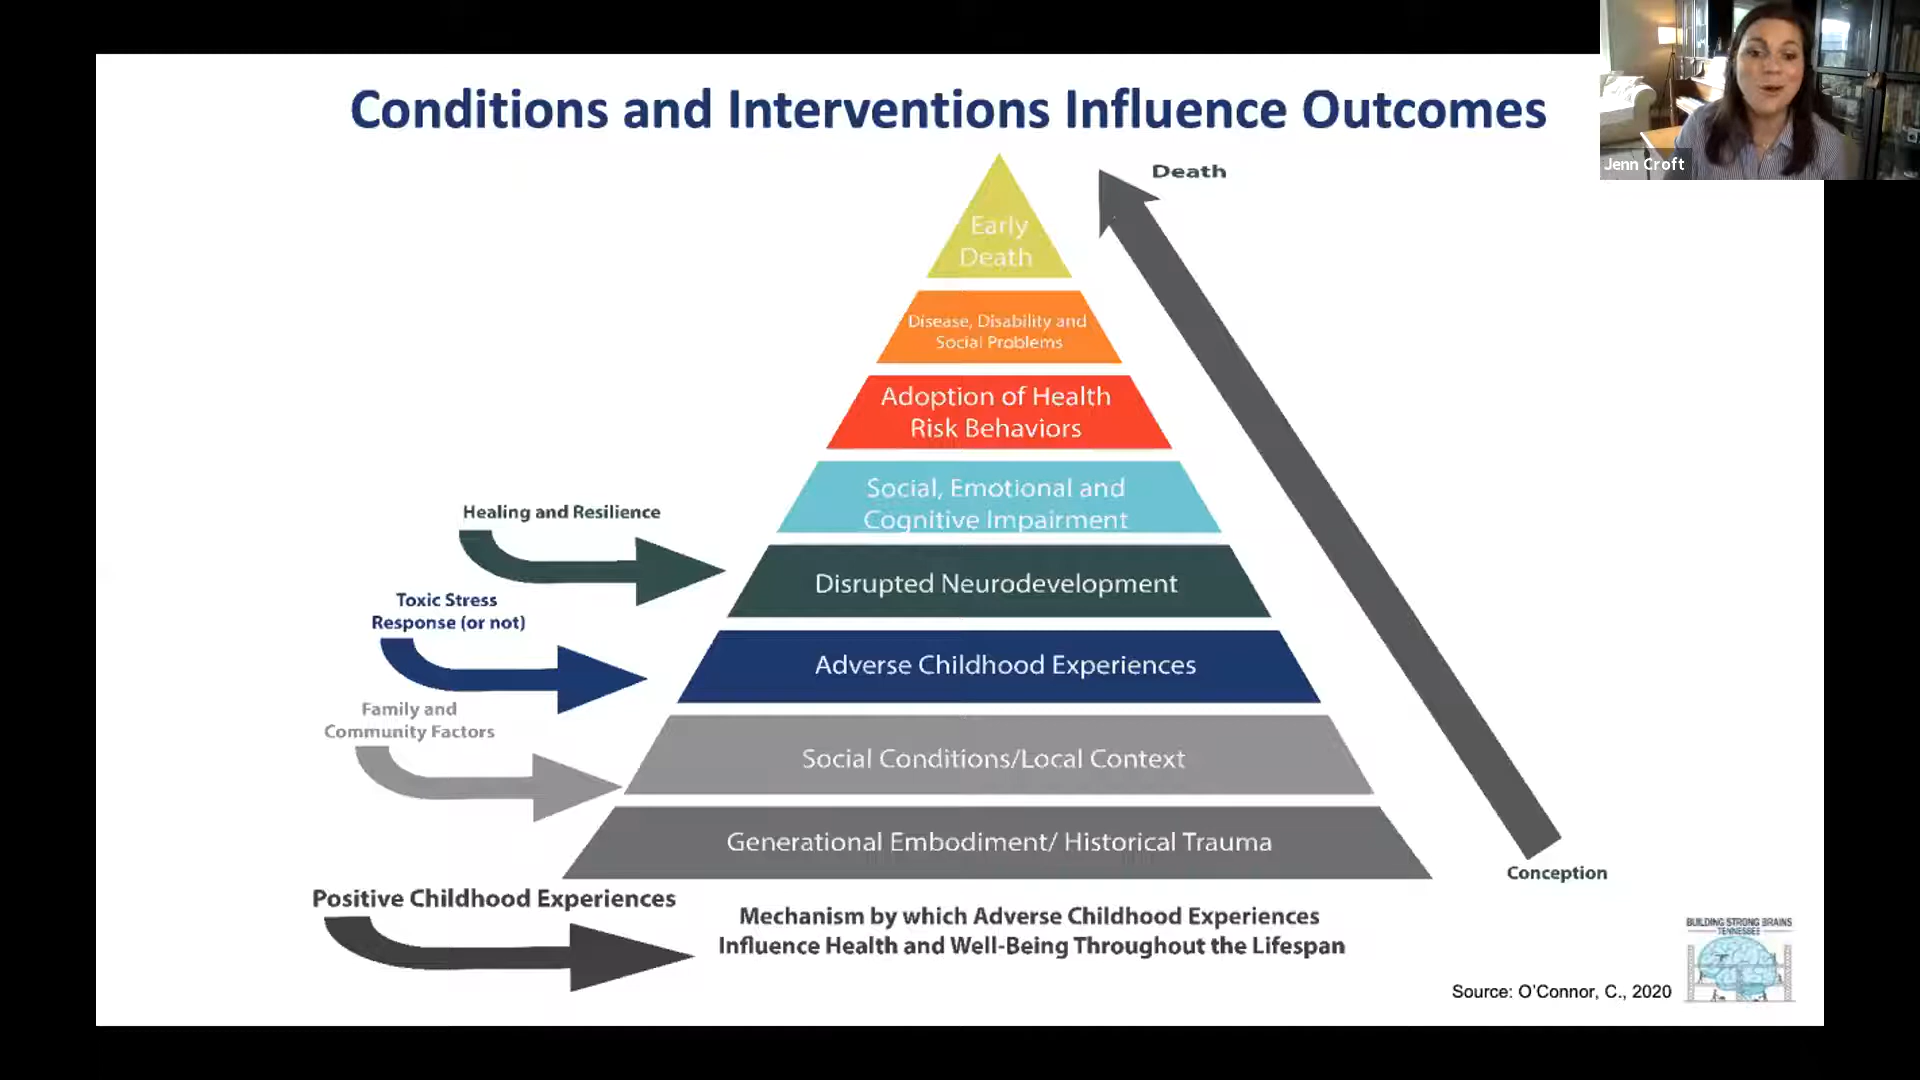 Conditions and Interventions Influence Outcomes
Jenn Croft
Death
Early
Death
Disease, Disability and
Social Problems
Adoption of Health
Risk Behaviors
Social, Emotional and
Cognitive Impairment
Healing and Resilience
Disrupted Neurodevelopment
Toxic Stress
Response (or not)
Adverse Childhood Experiences
Family and
Community Factors
Social Conditions/Local Context
Generational Embodiment/ Historical Trauma
Conception
Positive Childhood Experiences
Mechanism by which Adverse Childhood Experiences
Influence Health and Well-Being Throughout the Lifespan
BUILDING STRONG BRAINS
TENNESSEE
Source: O'Connor, C., 2020